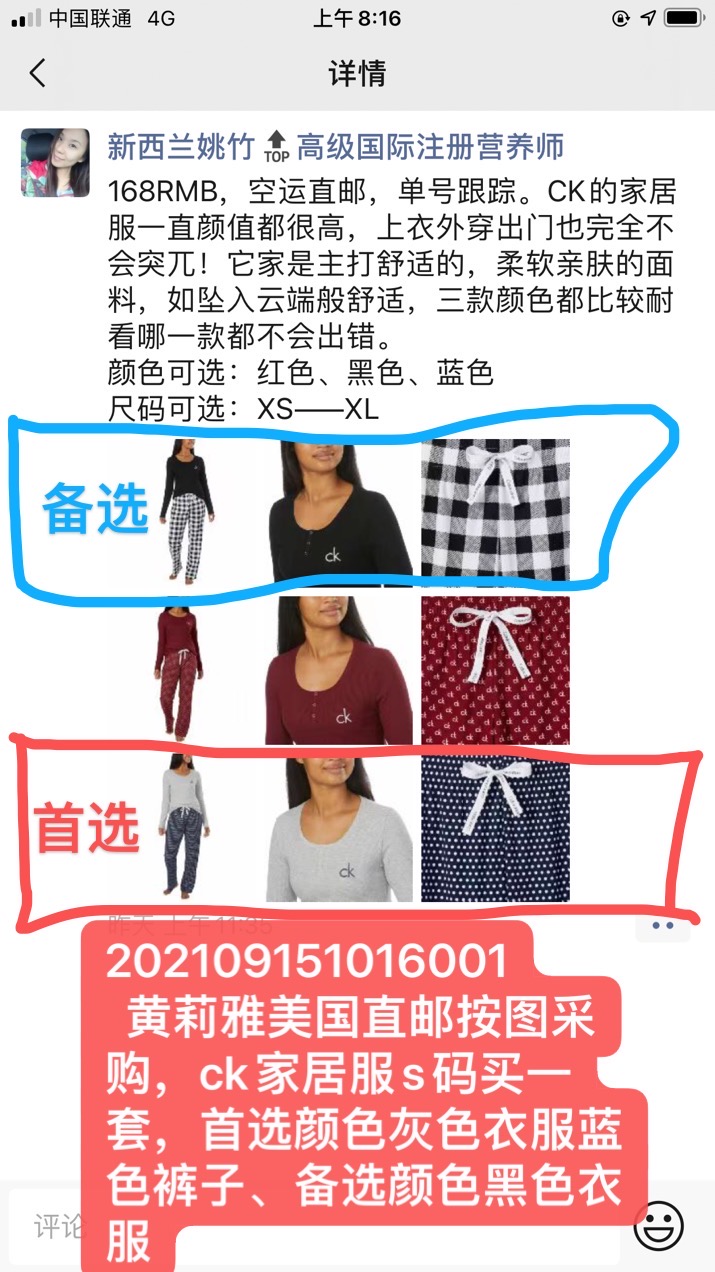 中国联通 4G 上午 8:16
详情
新西兰姚竹 TOP 高级国际注册营养师
168RMB，空运直邮，单号跟踪。CK的家居
服一直颜值都很高，上衣外穿出门也完全不
会突兀！它家是主打舒适的，柔软亲肤的面
料，如坠入云端般舒适，三款颜色都比较耐
看哪一款都不会出错。
颜色可选：红色、黑色、蓝色
尺码可选：XS——XL
备选
ck
ck
首选
ck
昨天 上午11:35
202109151016001
黄莉雅美国直邮按图采
购，ck家居服s码买一
套，首选颜色灰色衣服蓝
色裤子、备选颜色黑色衣
服
评论